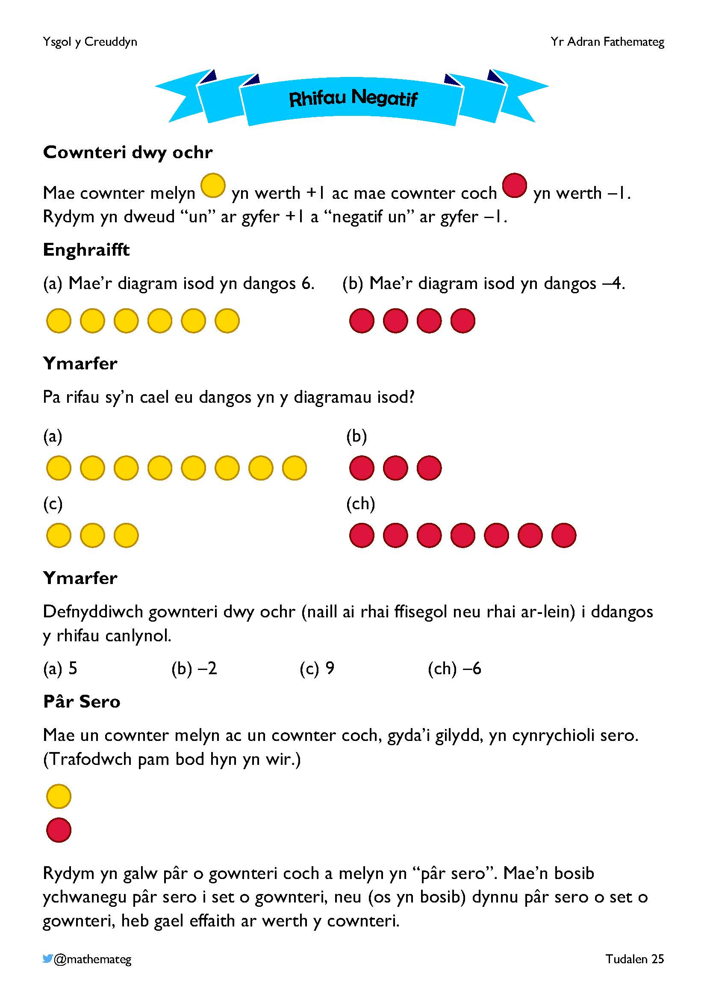 Ysgol y Creuddyn
Yr Adran Fathemateg
Rhifau Negatif
Cownteri dwy ochr
Mae cownter melyn yn werth +1 ac mae cownter coch yn werth –1.
Rydym yn dweud “un” ar gyfer +1 a “negatif un” ar gyfer –1.
Enghraifft
(a) Mae’r diagram isod yn dangos 6.
(b) Mae’r diagram isod yn dangos –4.
Ymarfer
Pa rifau sy’n cael eu dangos yn y diagramau isod?
(a)
(b)
(c)
(ch)
Ymarfer
Defnyddiwch gownteri dwy ochr (naill ai rhai ffisegol neu rhai ar-lein) i ddangos
y rhifau canlynol.
(a) 5
(b) –2
(c) 9
(ch) –6
Pâr Sero
Mae un cownter melyn ac un cownter coch, gyda’i gilydd, yn cynrychioli sero.
(Trafodwch pam bod hyn yn wir.)
Rydym yn galw pâr o gownteri coch a melyn yn “pâr sero”. Mae’n bosib
ychwanegu pâr sero i set o gownteri, neu (os yn bosib) dynnu pâr sero o set o
gownteri, heb gael effaith ar werth y cownteri.
@mathemateg
Tudalen 25